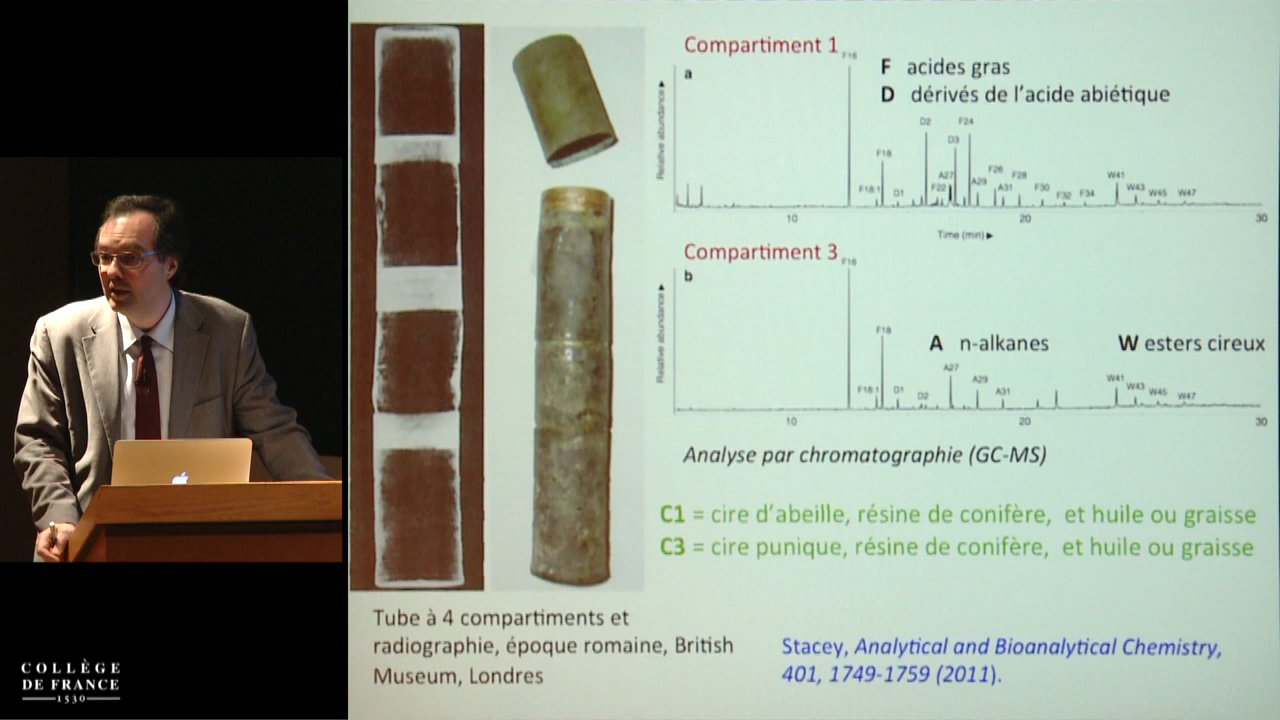 Compartiment 1
F16
a
F acides gras
D dérivés de l'acide abiétique
Relative abundance
D2
F24
D3
F18
F26
A27
F28
A29
F18:1
D1
F22
A31
F30
F32
F34
W41
W43
W45
W47
10
20
30
Time (min)
Compartiment 3
F16
b
Relative abundance
F18
A n-alkanes
W esters cireux
A27
A29
F18:1
D1
D2
A31
W41
W43
W45
W47
10
20
30
Analyse par chromatographie (GC-MS)
C1 = cire d'abeille, résine de conifère, et huile ou graisse
C3 = cire punique, résine de conifère, et huile ou graisse
Tube à 4 compartiments et
radiographie, époque romaine, British
Museum, Londres
Stacey, Analytical and Bioanalytical Chemistry,
401, 1749-1759 (2011).
COLLÈGE
DE FRANCE
1530